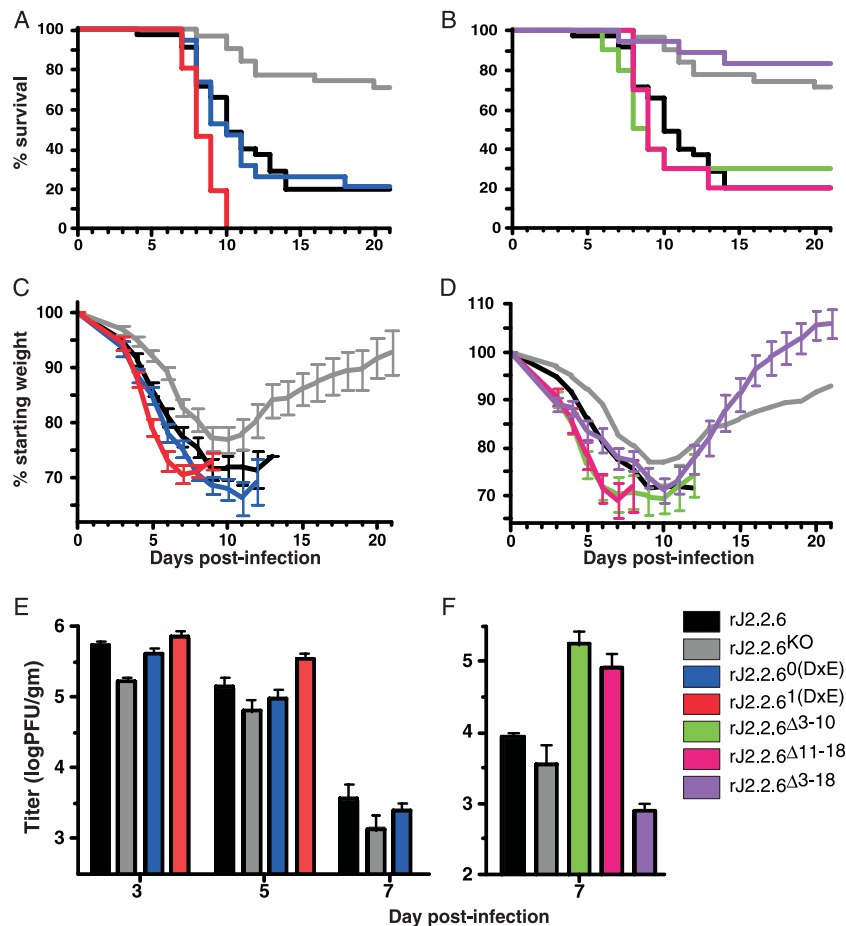 A
B
% survival
100
80
60
40
20
0
0 5 10 15 20
100
80
60
40
20
0
0 5 10 15 20
C
D
% starting weight
100
90
80
70
0 5 10 15 20
Days post-infection
110
100
90
80
70
0 5 10 15 20
Days post-infection
E
F
Titer (logPFU/gm)
6
5
4
3
3 5 7
5
4
3
2
7
Day post-infection
rJ2.2.6
rJ2.2.6KO
rJ2.2.60(DxE)
rJ2.2.61(DxE)
rJ2.2.6Δ3-10
rJ2.2.6Δ11-18
rJ2.2.6Δ3-18